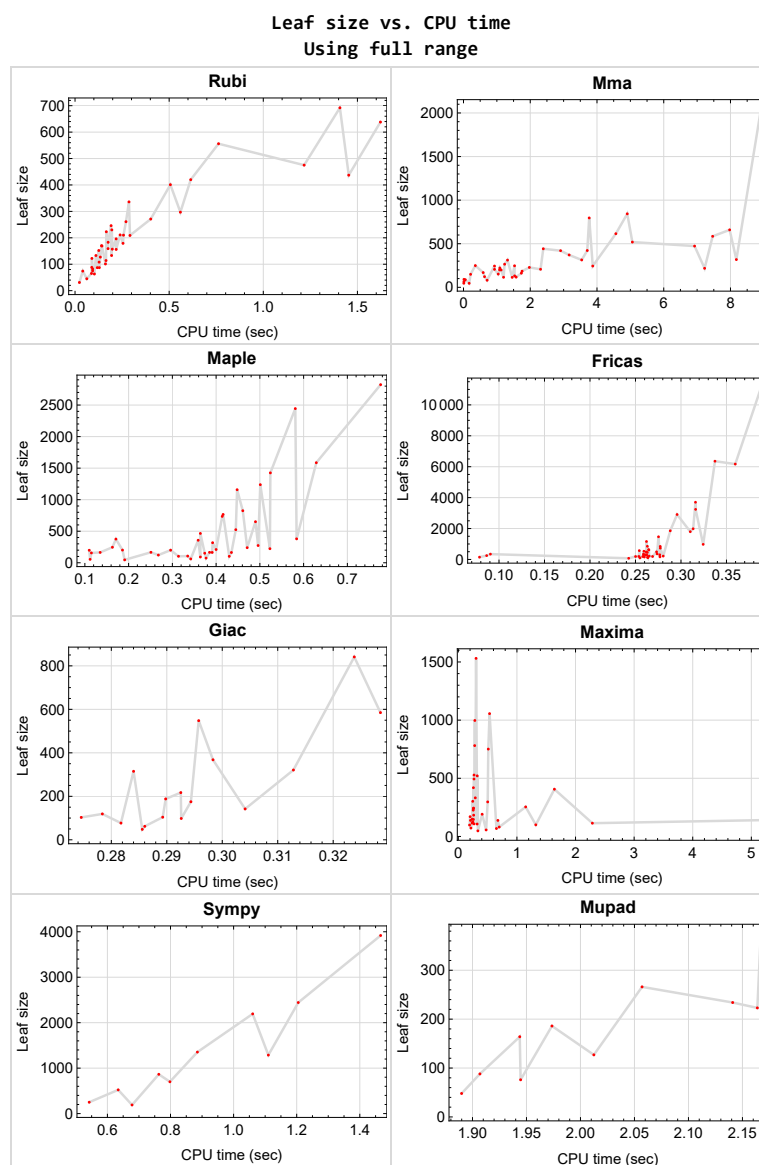 Leaf size vs. CPU time
Using full range
Rubi
Leaf size
700
600
500
400
300
200
100
0
0.0 0.5 1.0 1.5
CPU time (sec)
Mma
Leaf size
2000
1500
1000
500
0
0 2 4 6 8
CPU time (sec)
Maple
Leaf size
2500
2000
1500
1000
500
0
0.1 0.2 0.3 0.4 0.5 0.6 0.7
CPU time (sec)
Fricas
Leaf size
10 000
8000
6000
4000
2000
0
0.10 0.15 0.20 0.25 0.30 0.35
CPU time (sec)
Giac
Leaf size
800
600
400
200
0
0.28 0.29 0.30 0.31 0.32
CPU time (sec)
Maxima
Leaf size
1500
1000
500
0
0 1 2 3 4 5
CPU time (sec)
Sympy
Leaf size
4000
3000
2000
1000
0
0.6 0.8 1.0 1.2 1.4
CPU time (sec)
Mupad
Leaf size
300
200
100
0
1.90 1.95 2.00 2.05 2.10 2.15
CPU time (sec)